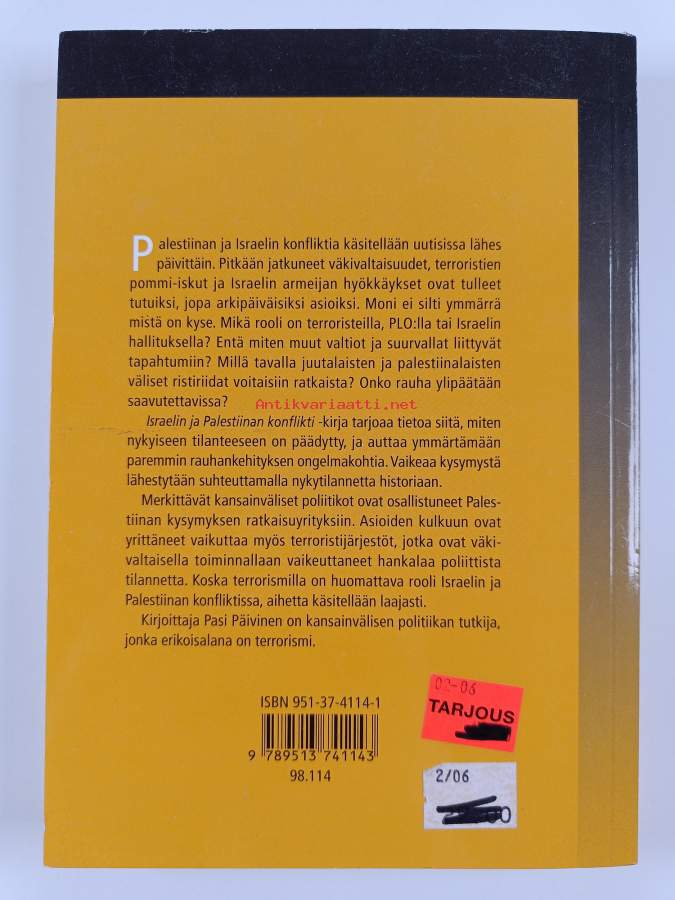 Palestiinan ja Israelin konfliktia käsitellään uutisissa lähes
päivittäin. Pitkään jatkuneet väkivaltaisuudet, terroristien
pommi-iskut ja Israelin armeijan hyökkäykset ovat tulleet
tutuiksi, jopa arkipäiväisiksi asioiksi. Moni ei silti ymmärrä
mistä on kyse. Mikä rooli on terroristeilla, PLO:lla tai Israelin
hallituksella? Entä miten muut valtiot ja suurvallat liittyvät
tapahtumiin? Millä tavalla juutalaisten ja palestiinalaisten
väliset ristiriidat voitaisiin ratkaista? Onko rauha ylipäätään
saavutettavissa?
Antikvariaatti.net
Israelin ja Palestiinan konflikti -kirja tarjoaa tietoa siitä, miten
nykyiseen tilanteeseen on päädytty, ja auttaa ymmärtämään
paremmin rauhankehityksen ongelmakohtia. Vaikeaa kysymystä
lähestytään suhteuttamalla nykytilannetta historiaan.
Merkittävät kansainväliset poliitikot ovat osallistuneet Pales-
tiinan kysymyksen ratkaisuyrityksiin. Asioiden kulkuun ovat
yrittäneet vaikuttaa myös terroristijärjestöt, jotka ovat väki-
valtaisella toiminnallaan vaikeuttaneet hankalaa poliittista
tilannetta. Koska terrorismilla on huomattava rooli Israelin ja
Palestiinan konfliktissa, aihetta käsitellään laajasti.
Kirjoittaja Pasi Päivinen on kansainvälisen politiikan tutkija,
jonka erikoisalana on terrorismi.
ISBN 951-37-4114-1
9 789513 741143
98.114
02-06
TARJOUS
2/06